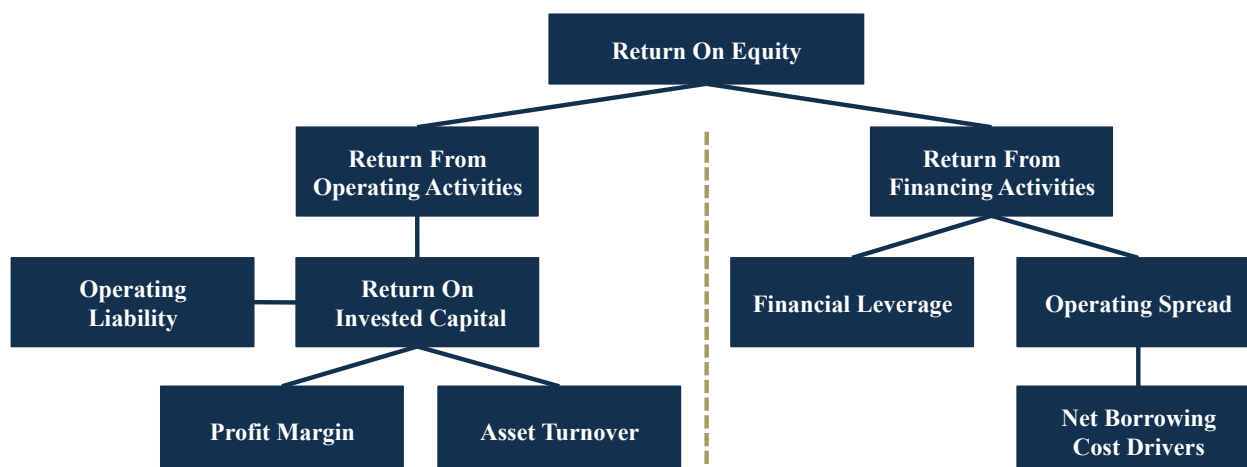 Return On Equity
Return From
Operating Activities
Return From
Financing Activities
Operating
Liability
Return On
Invested Capital
Financial Leverage
Operating Spread
Profit Margin
Asset Turnover
Net Borrowing
Cost Drivers